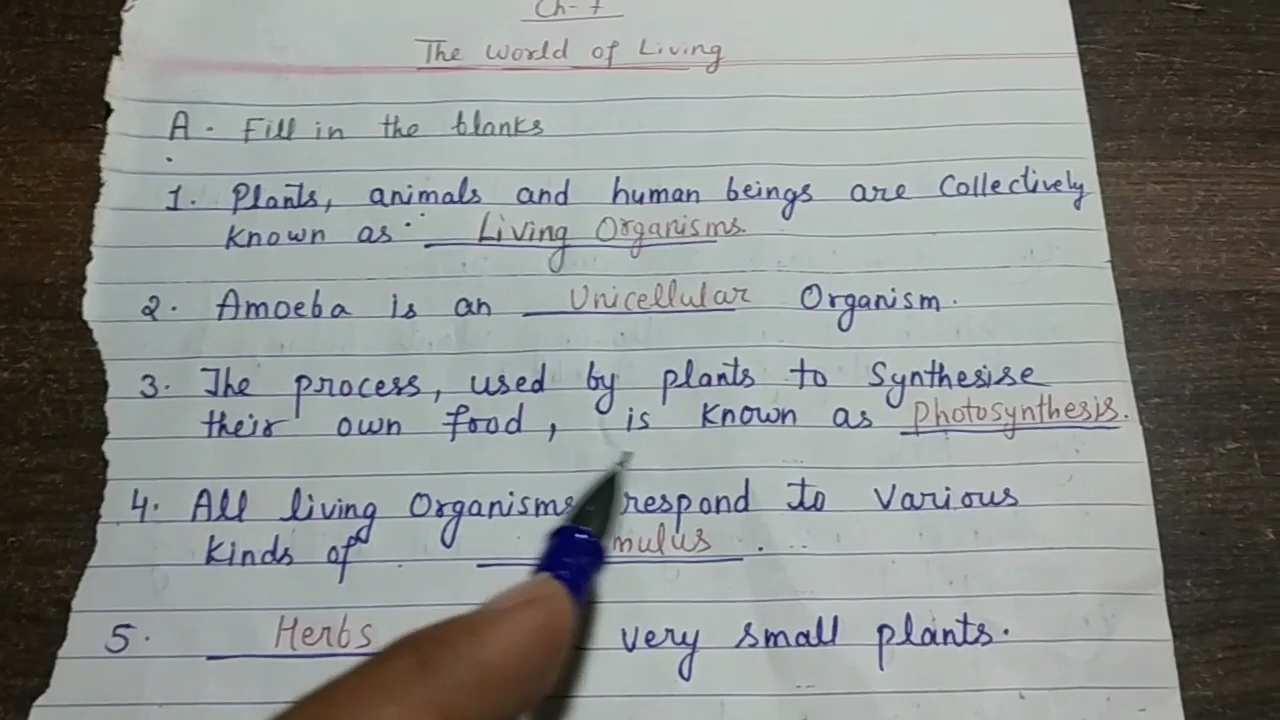 Ch-7
The World of Living
A. Fill in the blanks
1. Plants, animals and human beings are Collectively
known as Living Organisms.
2. Amoeba is an Unicellular Organism.
3. The process, used by plants to Synthesise
their own food, is known as Photosynthesis.
4. All living Organisms respond to Various
Kinds of mulus.
5. Herbs very small plants.